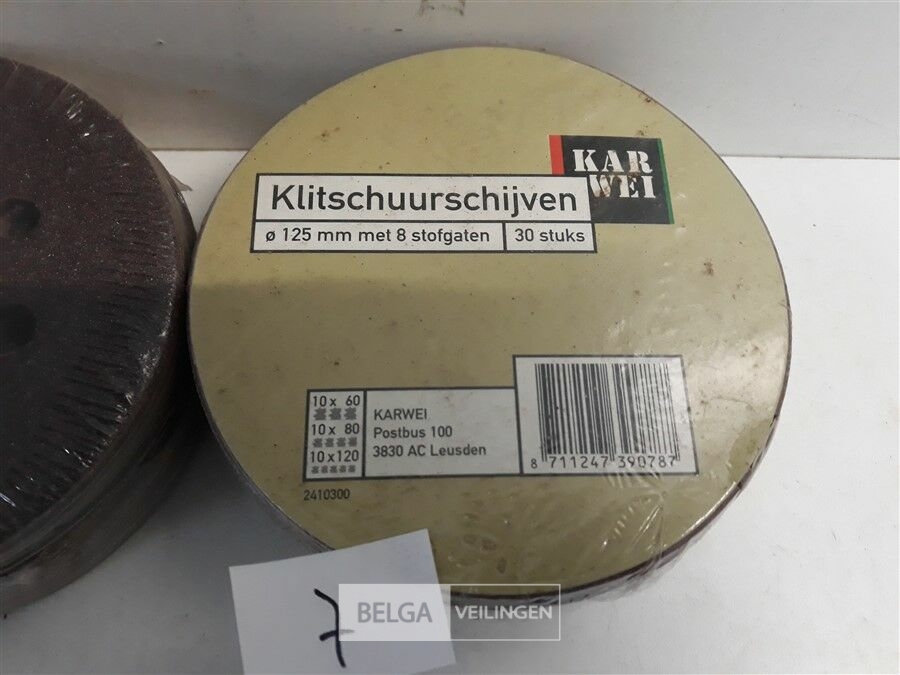 KAR
WEI
Klitschuurschijven
ø 125 mm met 8 stofgaten 30 stuks
10 x 60
10 x 80
10 x 120
KARWEI
Postbus 100
3830 AC Leusden
8 711247 390787
2410300
7
BELGA VEILINGEN